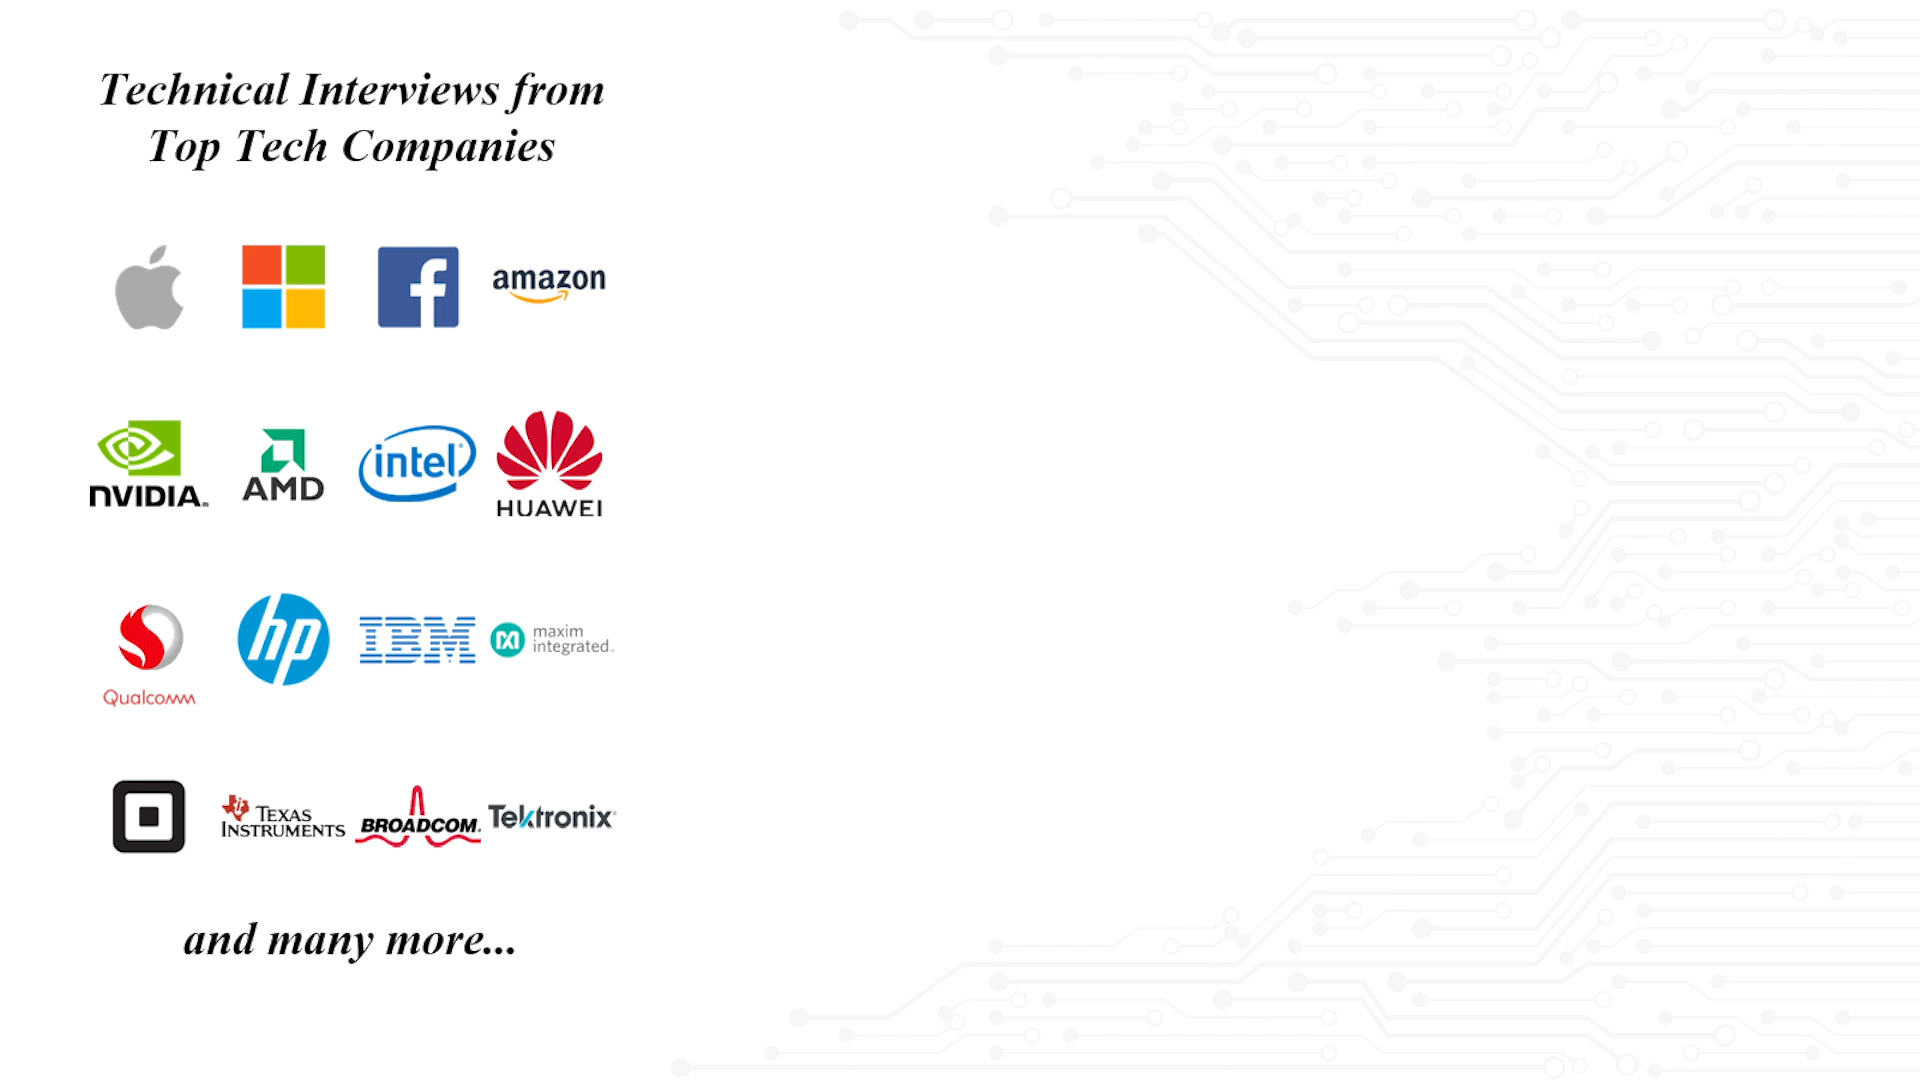 Technical Interviews from
Top Tech Companies
amazon
NVIDIA.
AMD
intel
HUAWEI
Qualcomm
hp
IBM
maxim
integrated.
TEXAS
INSTRUMENTS
BROADCOM.
Tektronix
and many more...